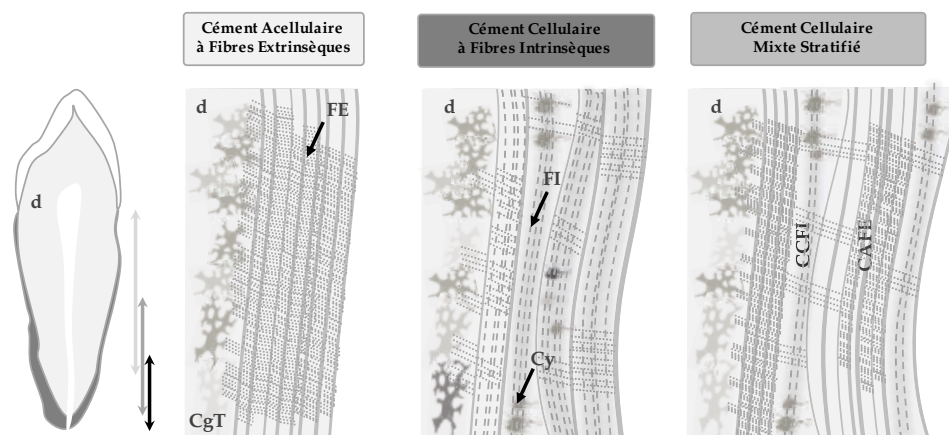 Cément Acellulaire
à Fibres Extrinsèques
Cément Cellulaire
à Fibres Intrinsèques
Cément Cellulaire
Mixte Stratifié
d
d
FE
CgT
d
FI
Cy
d
CCFI
CAFE